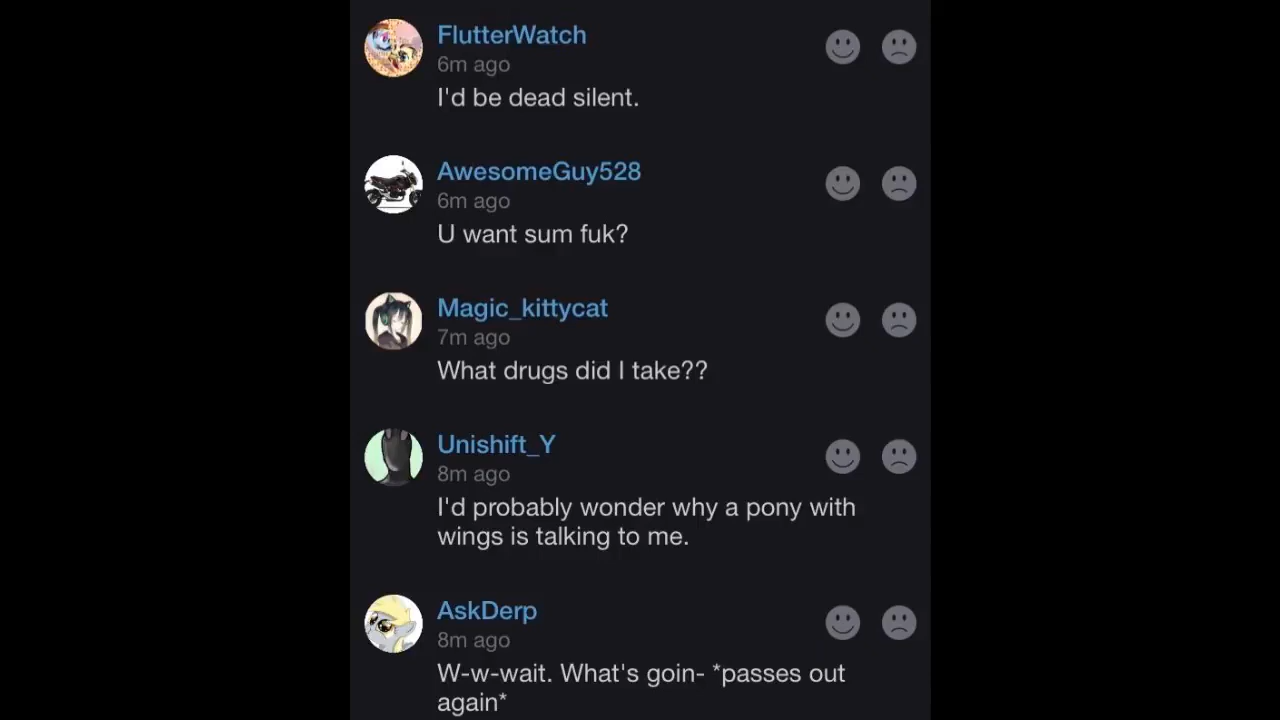 FlutterWatch
6m ago
I'd be dead silent.
AwesomeGuy528
6m ago
U want sum fuk?
Magic_kittycat
7m ago
What drugs did I take??
Unishift_Y
8m ago
I'd probably wonder why a pony with
wings is talking to me.
AskDerp
8m ago
W-w-wait. What's goin- *passes out
again*